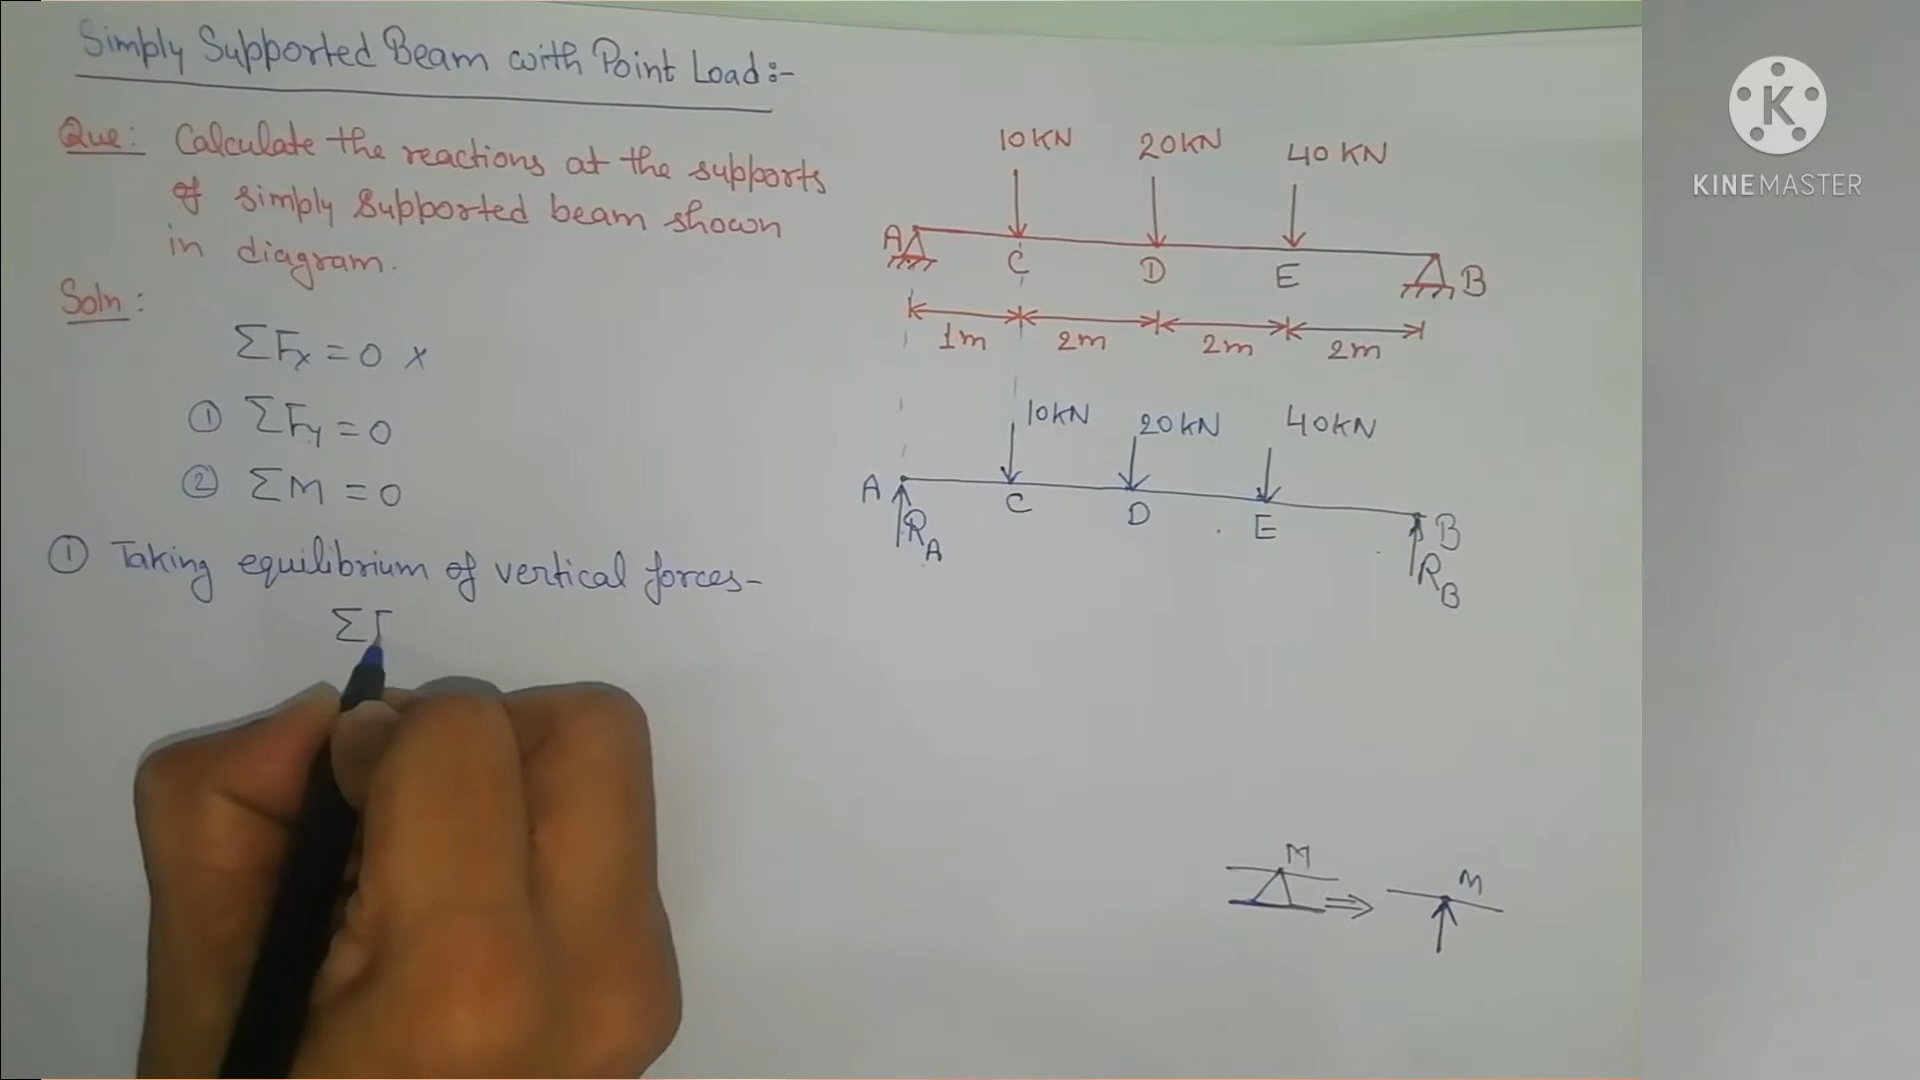 Simply Supported Beam with Point Load:-
Que: Calculate the reactions at the supports
of simply supported beam shown
in diagram.
Soln:
ΣFx = 0 x
① ΣFy = 0
② ΣM = 0
① Taking equilibrium of vertical forces-
ΣF
10KN 20KN 40KN
A C D E B
1m 2m 2m 2m
10KN 20KN 40KN
A C D E B
RA RB
M M
K
KINEMASTER